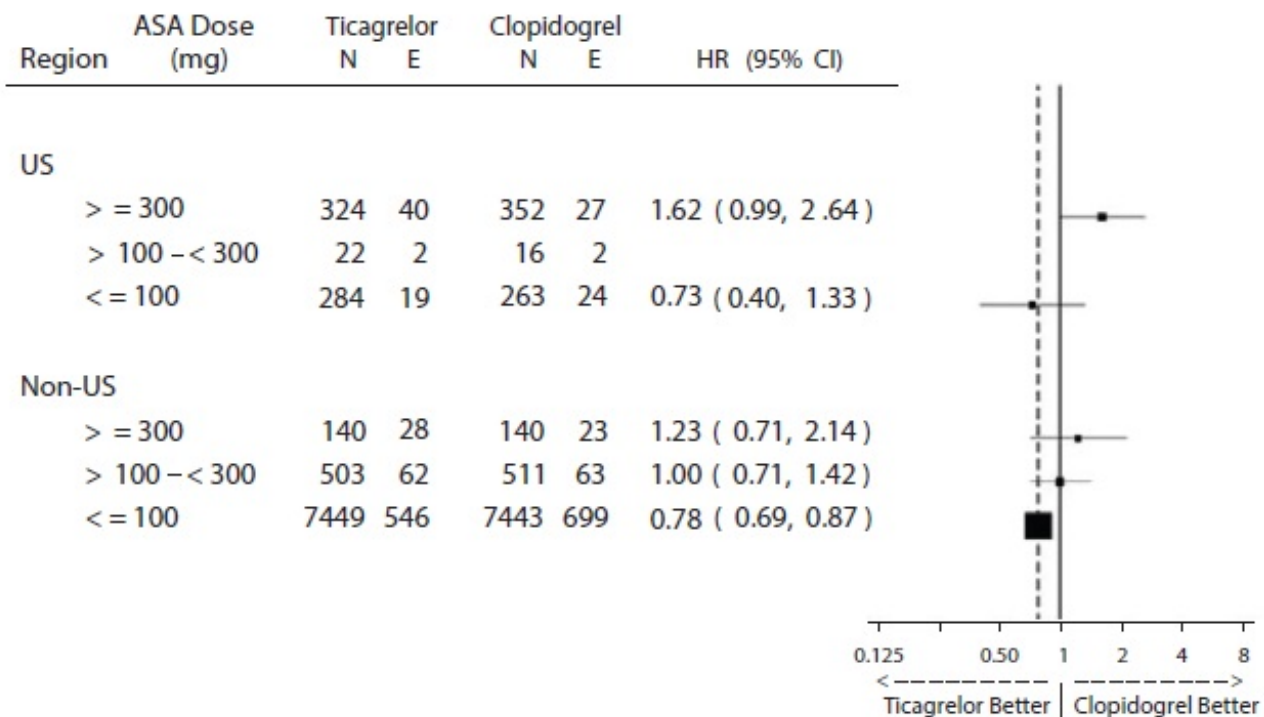 ASA Dose Ticagrelor Clopidogrel
Region (mg) N E N E HR (95% CI)
US
> = 300 324 40 352 27 1.62 ( 0.99, 2 .64 )
> 100 – < 300 22 2 16 2
< = 100 284 19 263 24 0.73 ( 0.40, 1.33 )
Non-US
> = 300 140 28 140 23 1.23 ( 0.71, 2.14 )
> 100 – < 300 503 62 511 63 1.00 ( 0.71, 1.42 )
< = 100 7449 546 7443 699 0.78 ( 0.69, 0.87 )
0.125 0.50 1 2 4 8
Ticagrelor Better | Clopidogrel Better